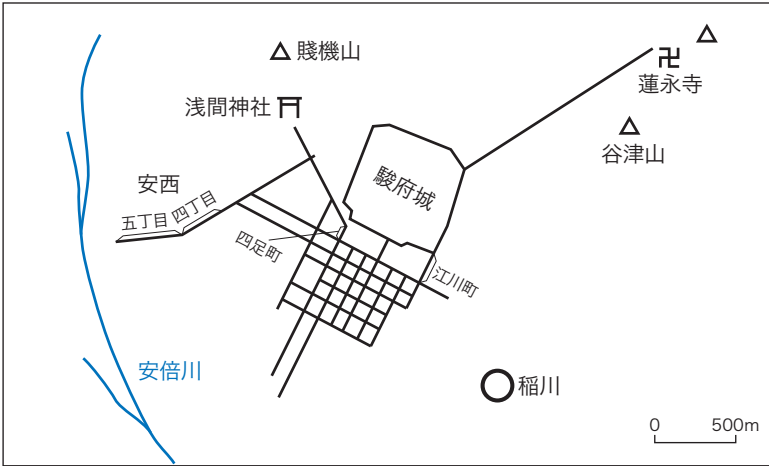 賤機山
浅間神社
蓮永寺
谷津山
駿府城
安西
五丁目
四丁目
四足町
江川町
安倍川
稲川
0 500m